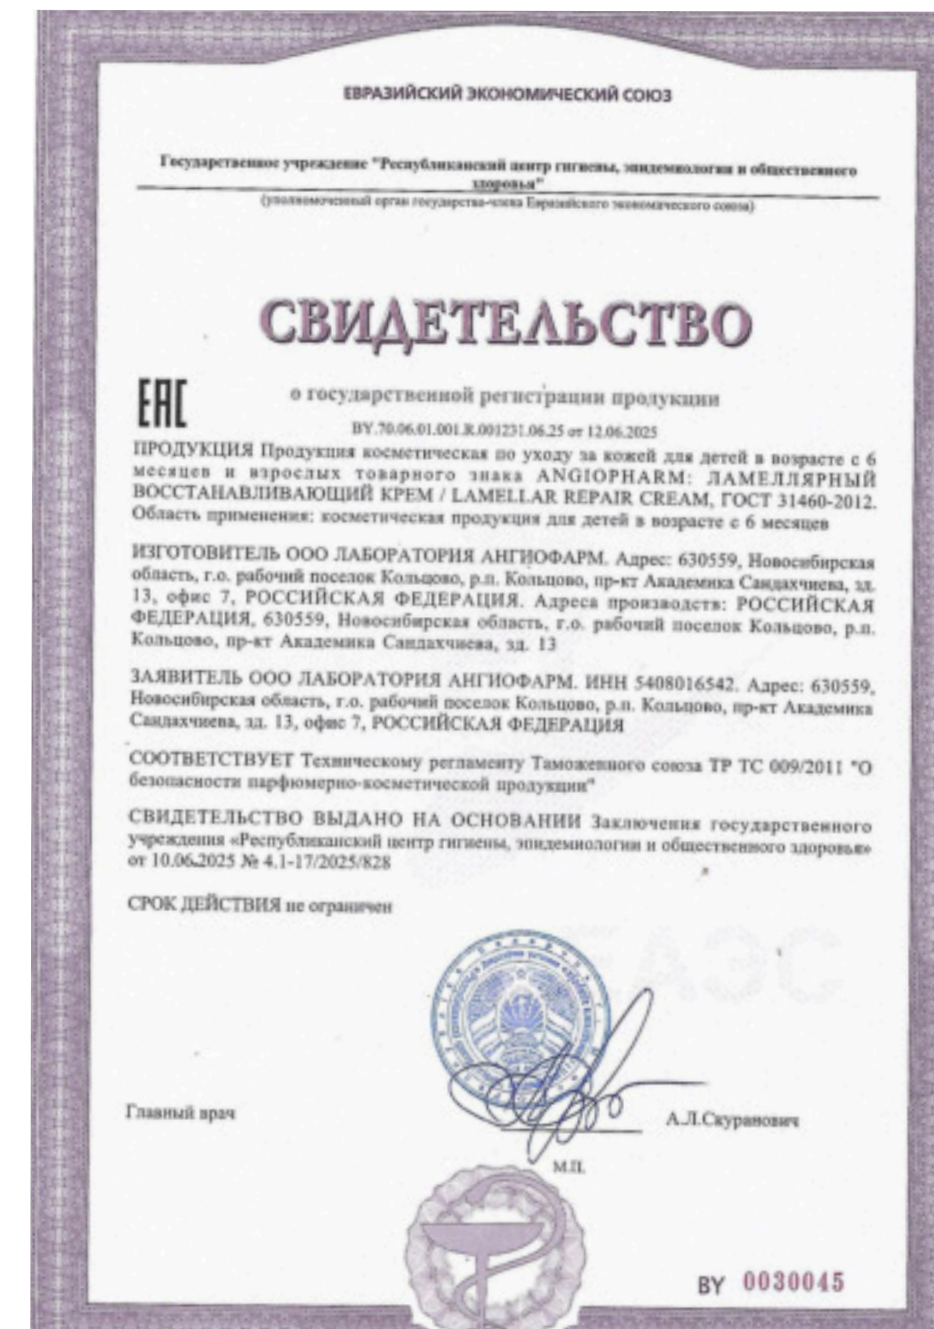 ЕВРАЗИЙСКИЙ ЭКОНОМИЧЕСКИЙ СОЮЗ
Государственное учреждение "Республиканский центр гигиены, эпидемиологии и общественного
здоровья"
(уполномоченный орган государства-члена Евразийского экономического союза)
СВИДЕТЕЛЬСТВО
EAC
о государственной регистрации продукции
BY.70.06.01.001.R.001231.06.25 от 12.06.2025
ПРОДУКЦИЯ Продукция косметическая по уходу за кожей для детей в возрасте с 6
месяцев и взрослых товарного знака ANGIOPHARM: ЛАМЕЛЛЯРНЫЙ
ВОССТАНАВЛИВАЮЩИЙ КРЕМ / LAMELLAR REPAIR CREAM, ГОСТ 31460-2012.
Область применения: косметическая продукция для детей в возрасте с 6 месяцев
ИЗГОТОВИТЕЛЬ ООО ЛАБОРАТОРИЯ АНГИОФАРМ. Адрес: 630559, Новосибирская
область, г.о. рабочий поселок Кольцово, р.п. Кольцово, пр-кт Академика Сандахчиева, зд.
13, офис 7, РОССИЙСКАЯ ФЕДЕРАЦИЯ. Адреса производств: РОССИЙСКАЯ
ФЕДЕРАЦИЯ, 630559, Новосибирская область, г.о. рабочий поселок Кольцово, р.п.
Кольцово, пр-кт Академика Сандахчиева, зд. 13
ЗАЯВИТЕЛЬ ООО ЛАБОРАТОРИЯ АНГИОФАРМ. ИНН 5408016542. Адрес: 630559,
Новосибирская область, г.о. рабочий поселок Кольцово, р.п. Кольцово, пр-кт Академика
Сандахчиева, зд. 13, офис 7, РОССИЙСКАЯ ФЕДЕРАЦИЯ
СООТВЕТСТВУЕТ Техническому регламенту Таможенного союза ТР ТС 009/2011 "О
безопасности парфюмерно-косметической продукции"
СВИДЕТЕЛЬСТВО ВЫДАНО НА ОСНОВАНИИ Заключения государственного
учреждения «Республиканский центр гигиены, эпидемиологии и общественного здоровья»
от 10.06.2025 № 4.1-17/2025/828
СРОК ДЕЙСТВИЯ не ограничен
ЕАЭС
Главный врач
А.Л.Скуранович
М.П.
BY 0030045